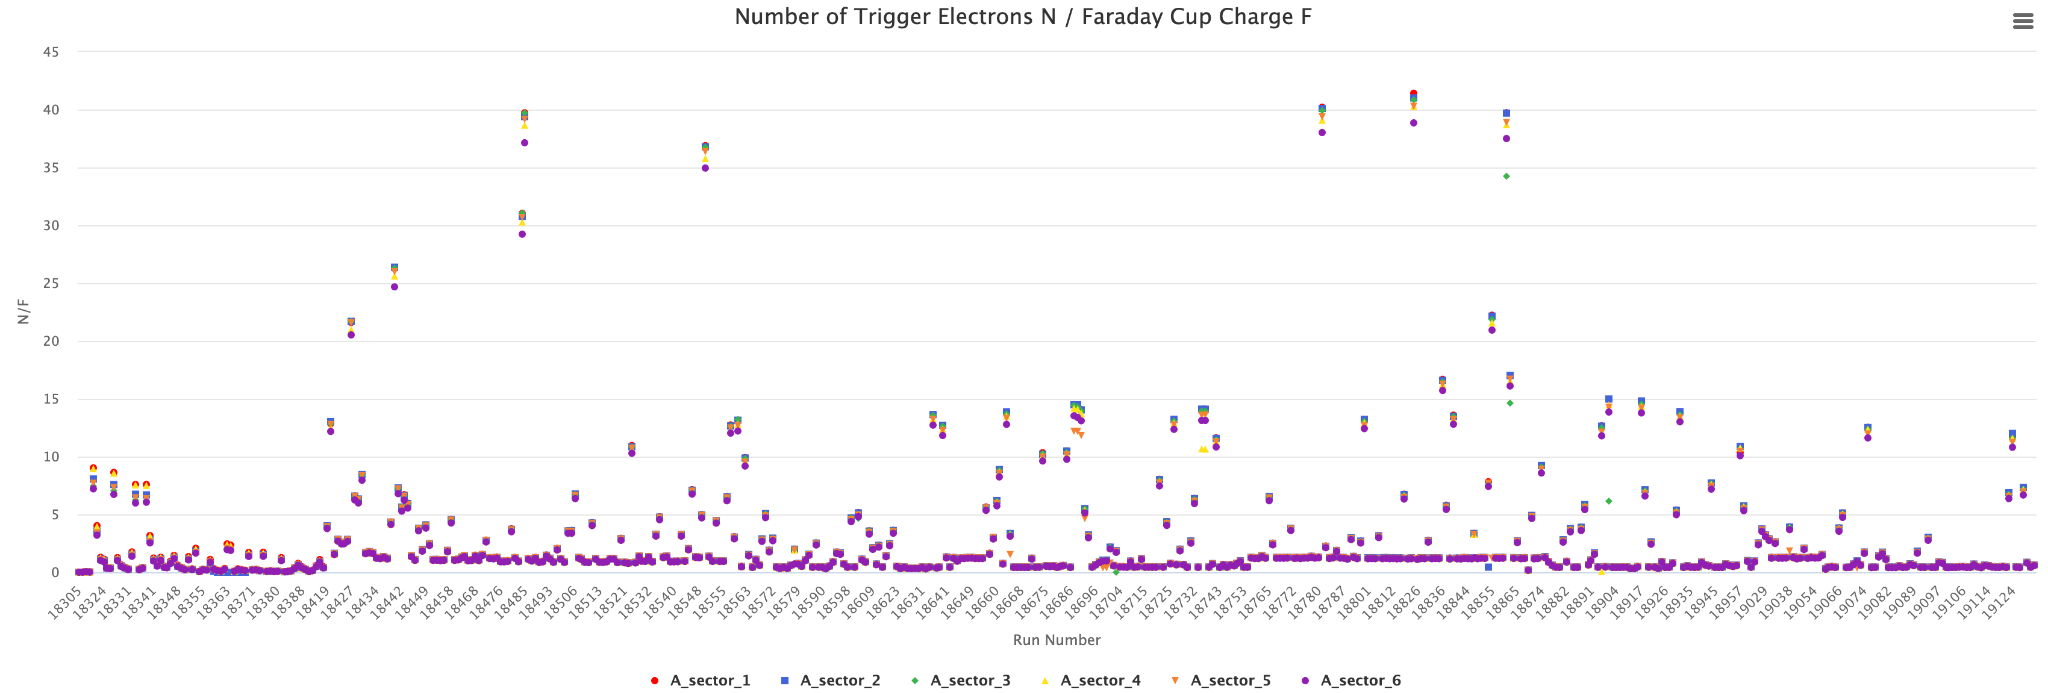 Number of Trigger Electrons N / Faraday Cup Charge F
45
40
35
30
25
20
15
10
5
0
N/F
18305 18324 18331 18341 18348 18355 18363 18371 18380 18388 18419 18427 18434 18442 18449 18458 18468 18476 18485 18493 18506 18513 18521 18532 18540 18548 18555 18563 18572 18579 18590 18598 18609 18623 18631 18641 18649 18660 18668 18675 18686 18696 18704 18715 18725 18732 18743 18753 18765 18772 18780 18787 18801 18812 18826 18836 18844 18855 18865 18874 18882 18891 18904 18917 18926 18935 18945 18957 19029 19038 19054 19066 19074 19082 19089 19097 19106 19114 19124
Run Number
A_sector_1 A_sector_2 A_sector_3 A_sector_4 A_sector_5 A_sector_6